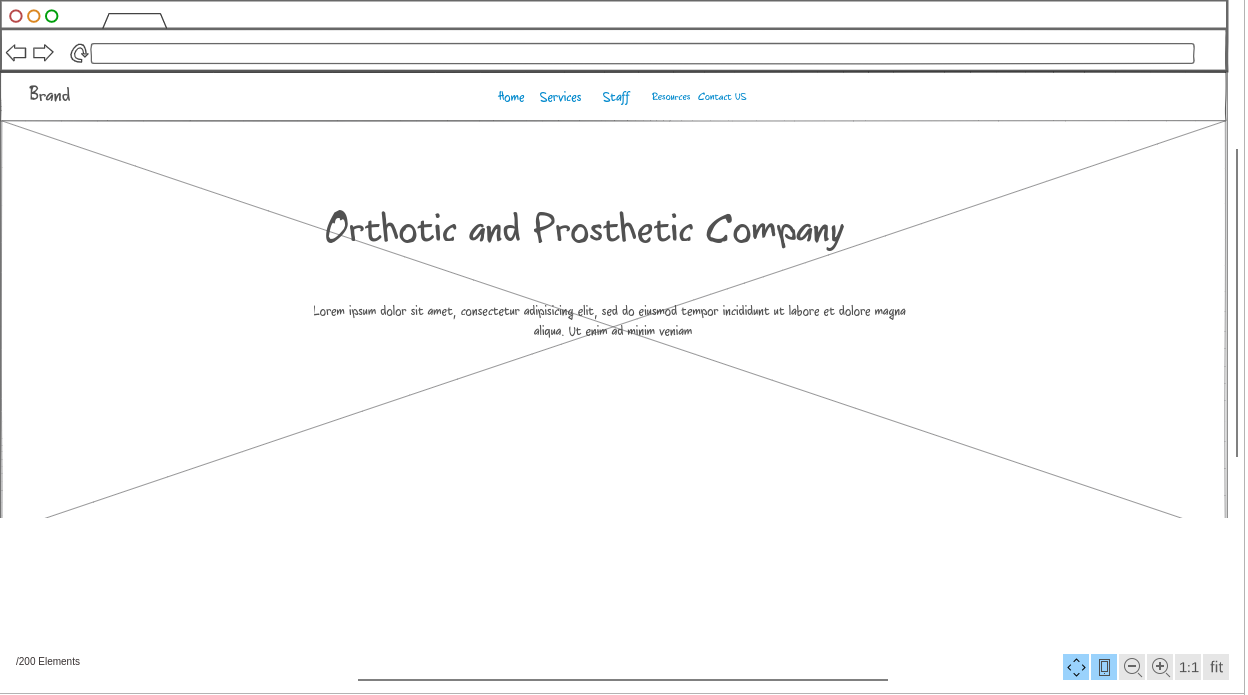 Brand
Home Services Staff Resources Contact US
Orthotic and Prosthetic Company
Lorem ipsum dolor sit amet, consectetur adipisicing elit, sed do eiusmod tempor incididunt ut labore et dolore magna
aliqua. Ut enim ad minim veniam
/200 Elements
1:1 fit